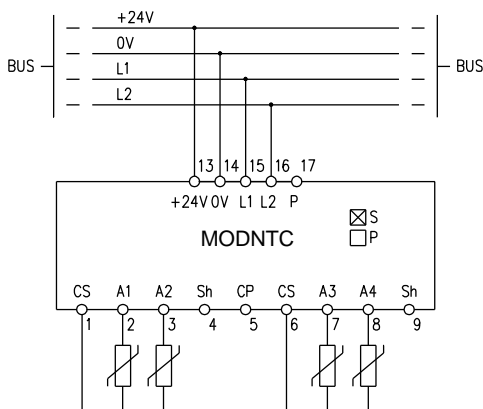 +24V
0V
BUS
BUS
L1
L2
13 14 15 16 17
+24V 0V L1 L2 P
S
MODNTC
P
CS A1 A2 Sh CP CS A3 A4 Sh
1 2 3 4 5 6 7 8 9